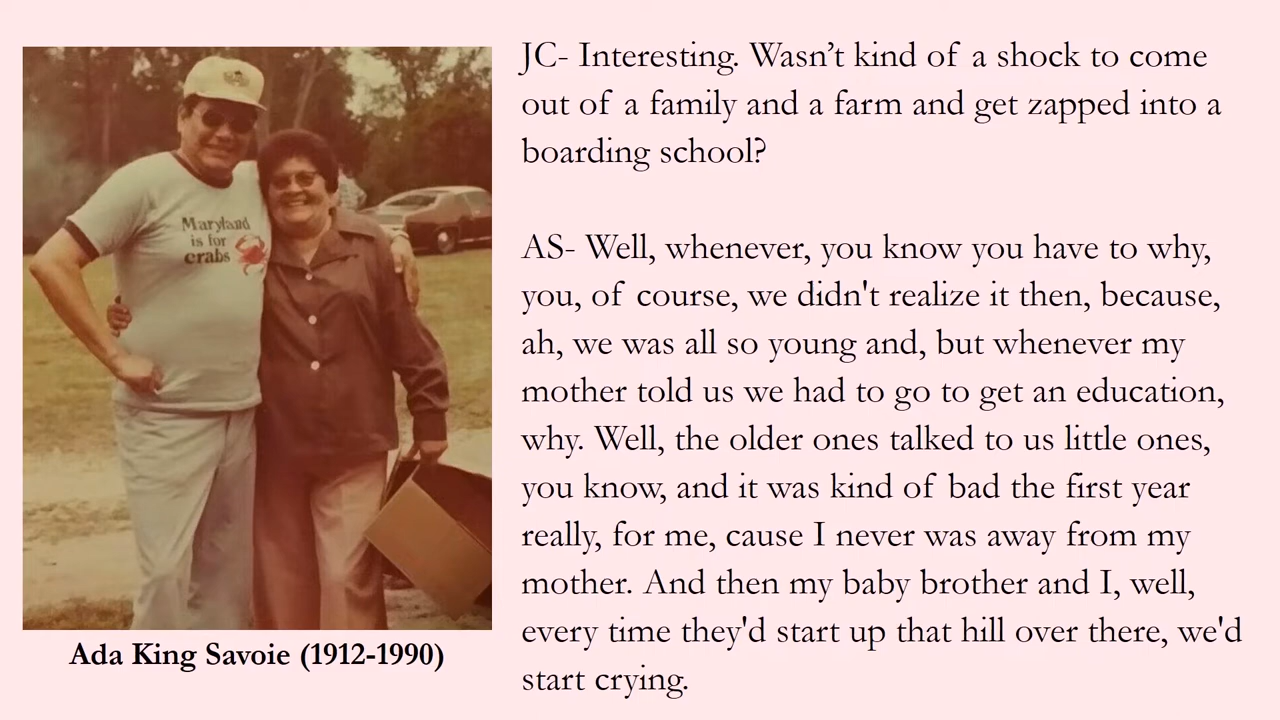 Maryland
is for
crabs
Ada King Savoie (1912-1990)
JC- Interesting. Wasn’t kind of a shock to come
out of a family and a farm and get zapped into a
boarding school?
AS- Well, whenever, you know you have to why,
you, of course, we didn't realize it then, because,
ah, we was all so young and, but whenever my
mother told us we had to go to get an education,
why. Well, the older ones talked to us little ones,
you know, and it was kind of bad the first year
really, for me, cause I never was away from my
mother. And then my baby brother and I, well,
every time they'd start up that hill over there, we'd
start crying.